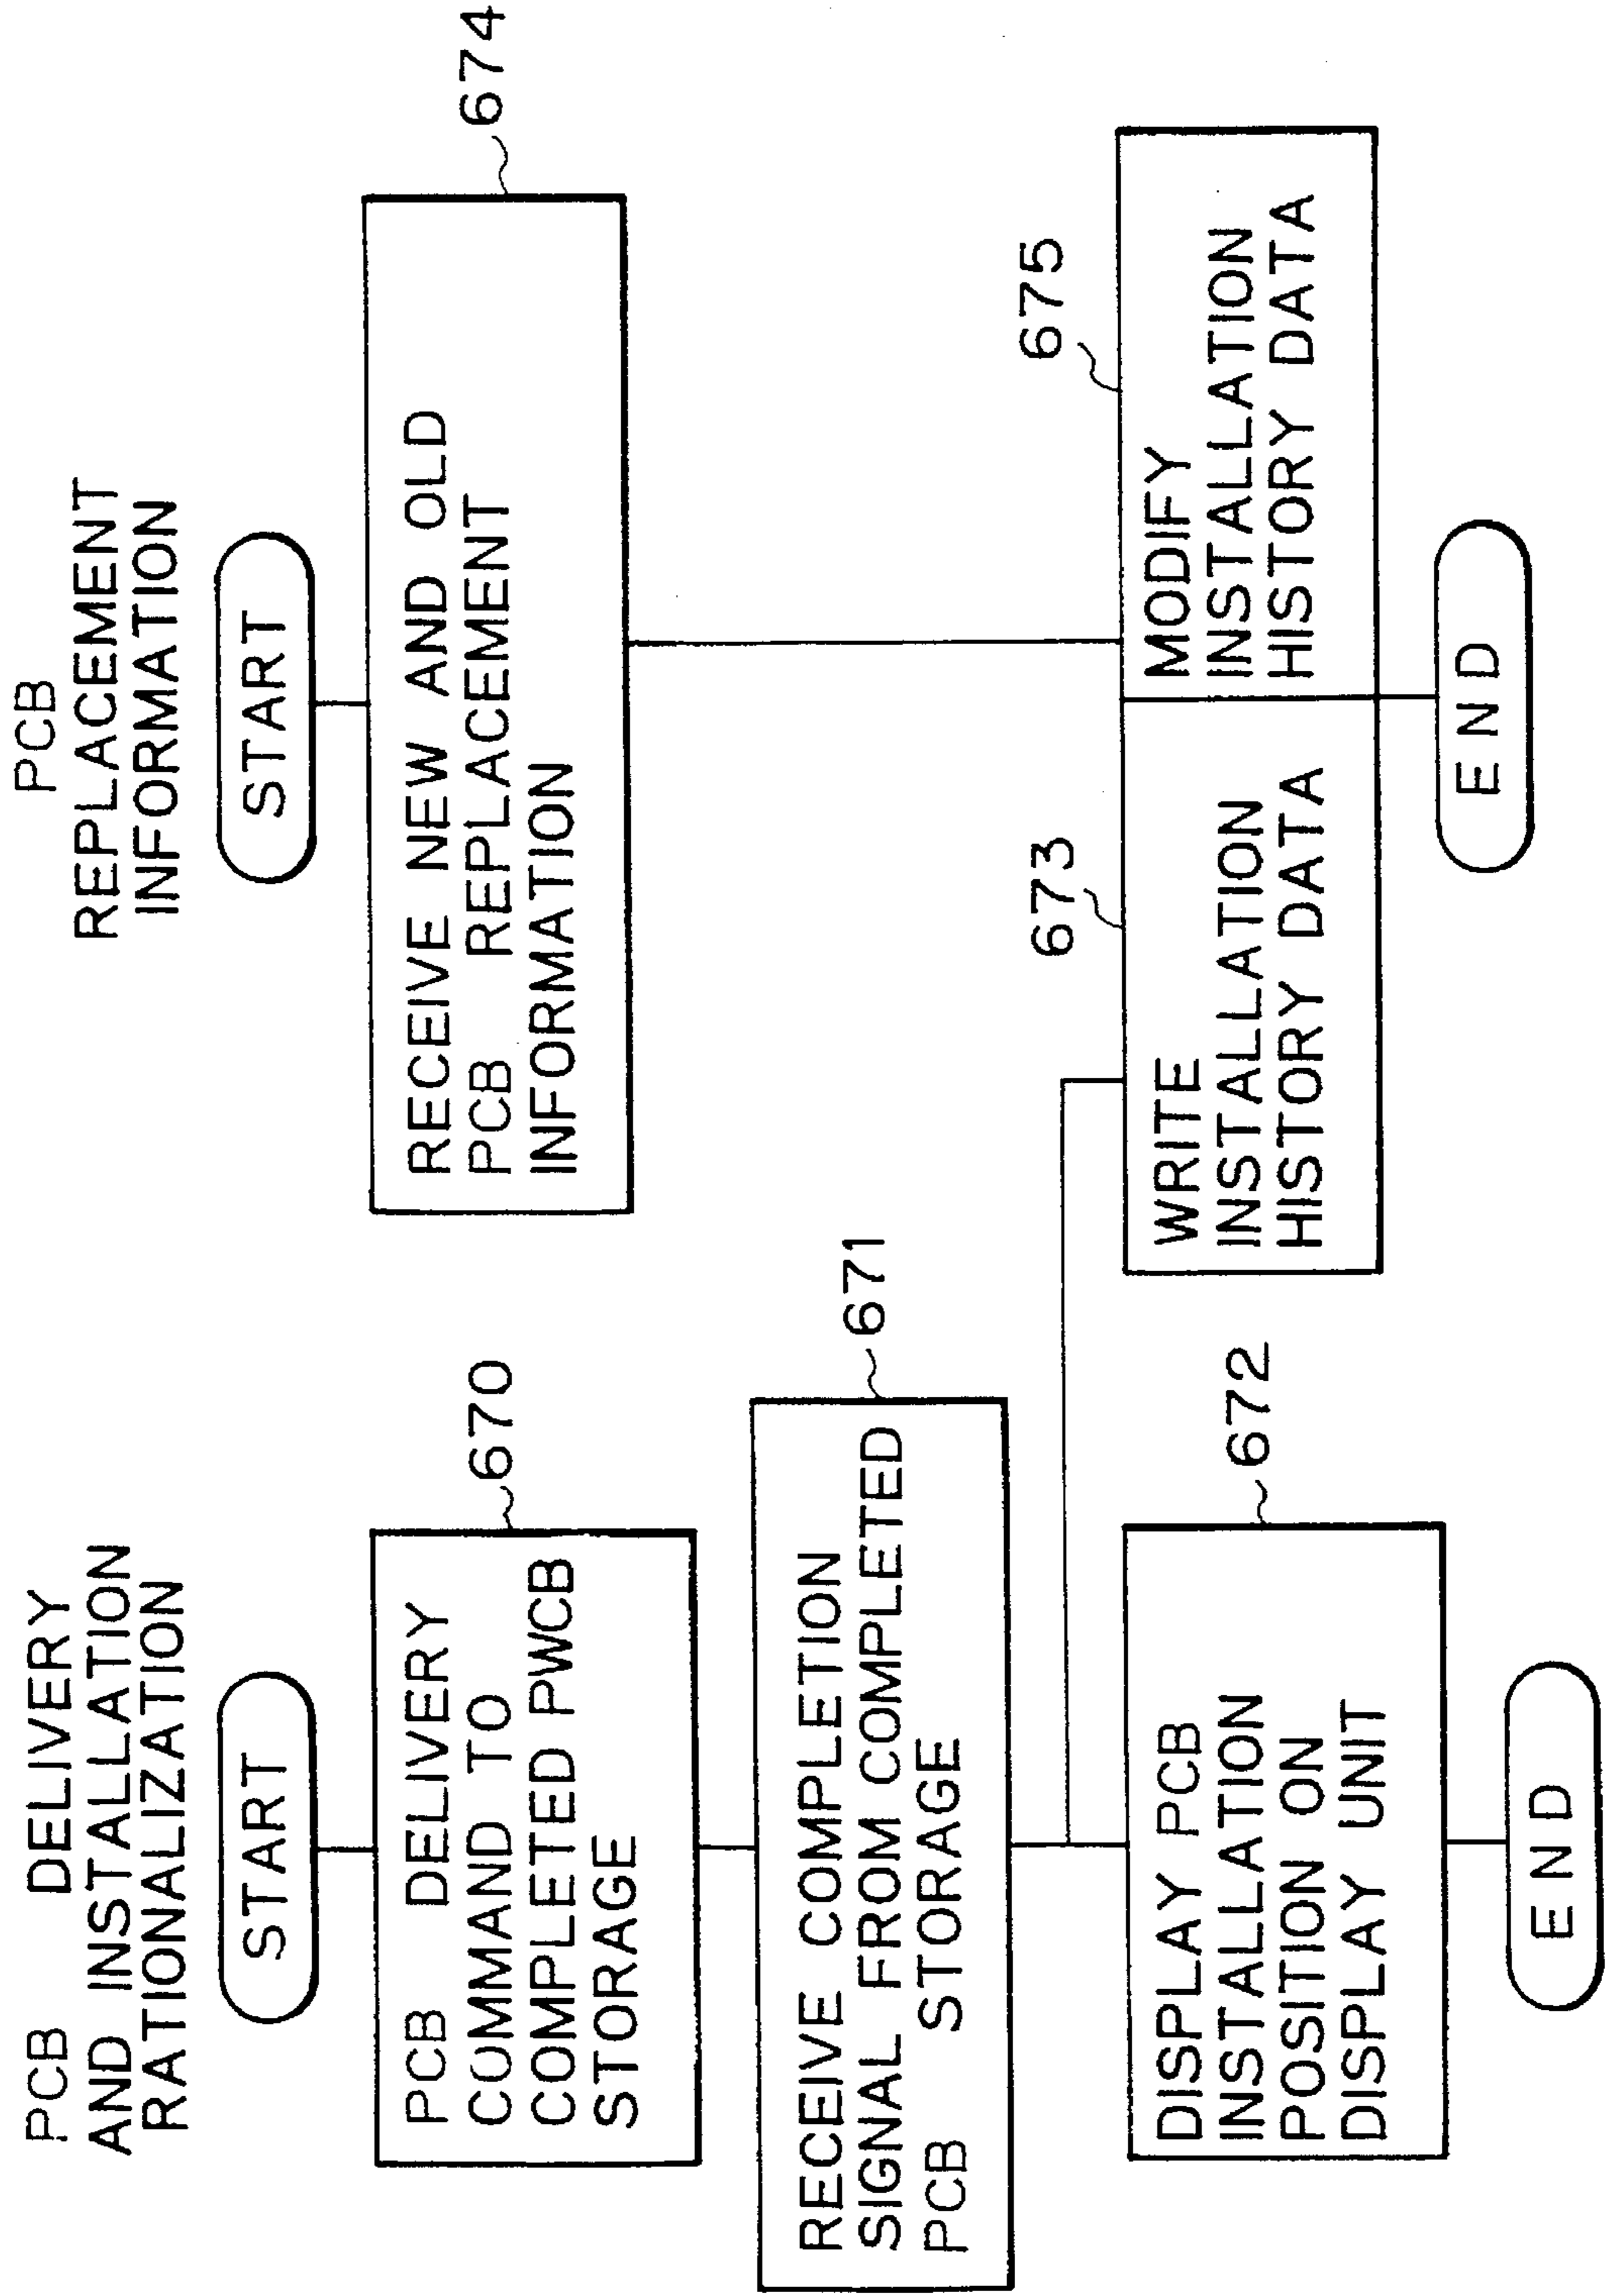 PCB DELIVERY
AND INSTALLATION
RATIONALIZATION
START
PCB DELIVERY
COMMAND TO
COMPLETED PWCB
STORAGE
670
RECEIVE COMPLETION
SIGNAL FROM COMPLETED
PCB STORAGE
671
DISPLAY PCB
INSTALLATION
POSITION ON
DISPLAY UNIT
672
END
PCB
REPLACEMENT
INFORMATION
START
RECEIVE NEW AND OLD
PCB REPLACEMENT
INFORMATION
674
673
WRITE
INSTALLATION
HISTORY DATA
675
MODIFY
INSTALLATION
HISTORY DATA
END